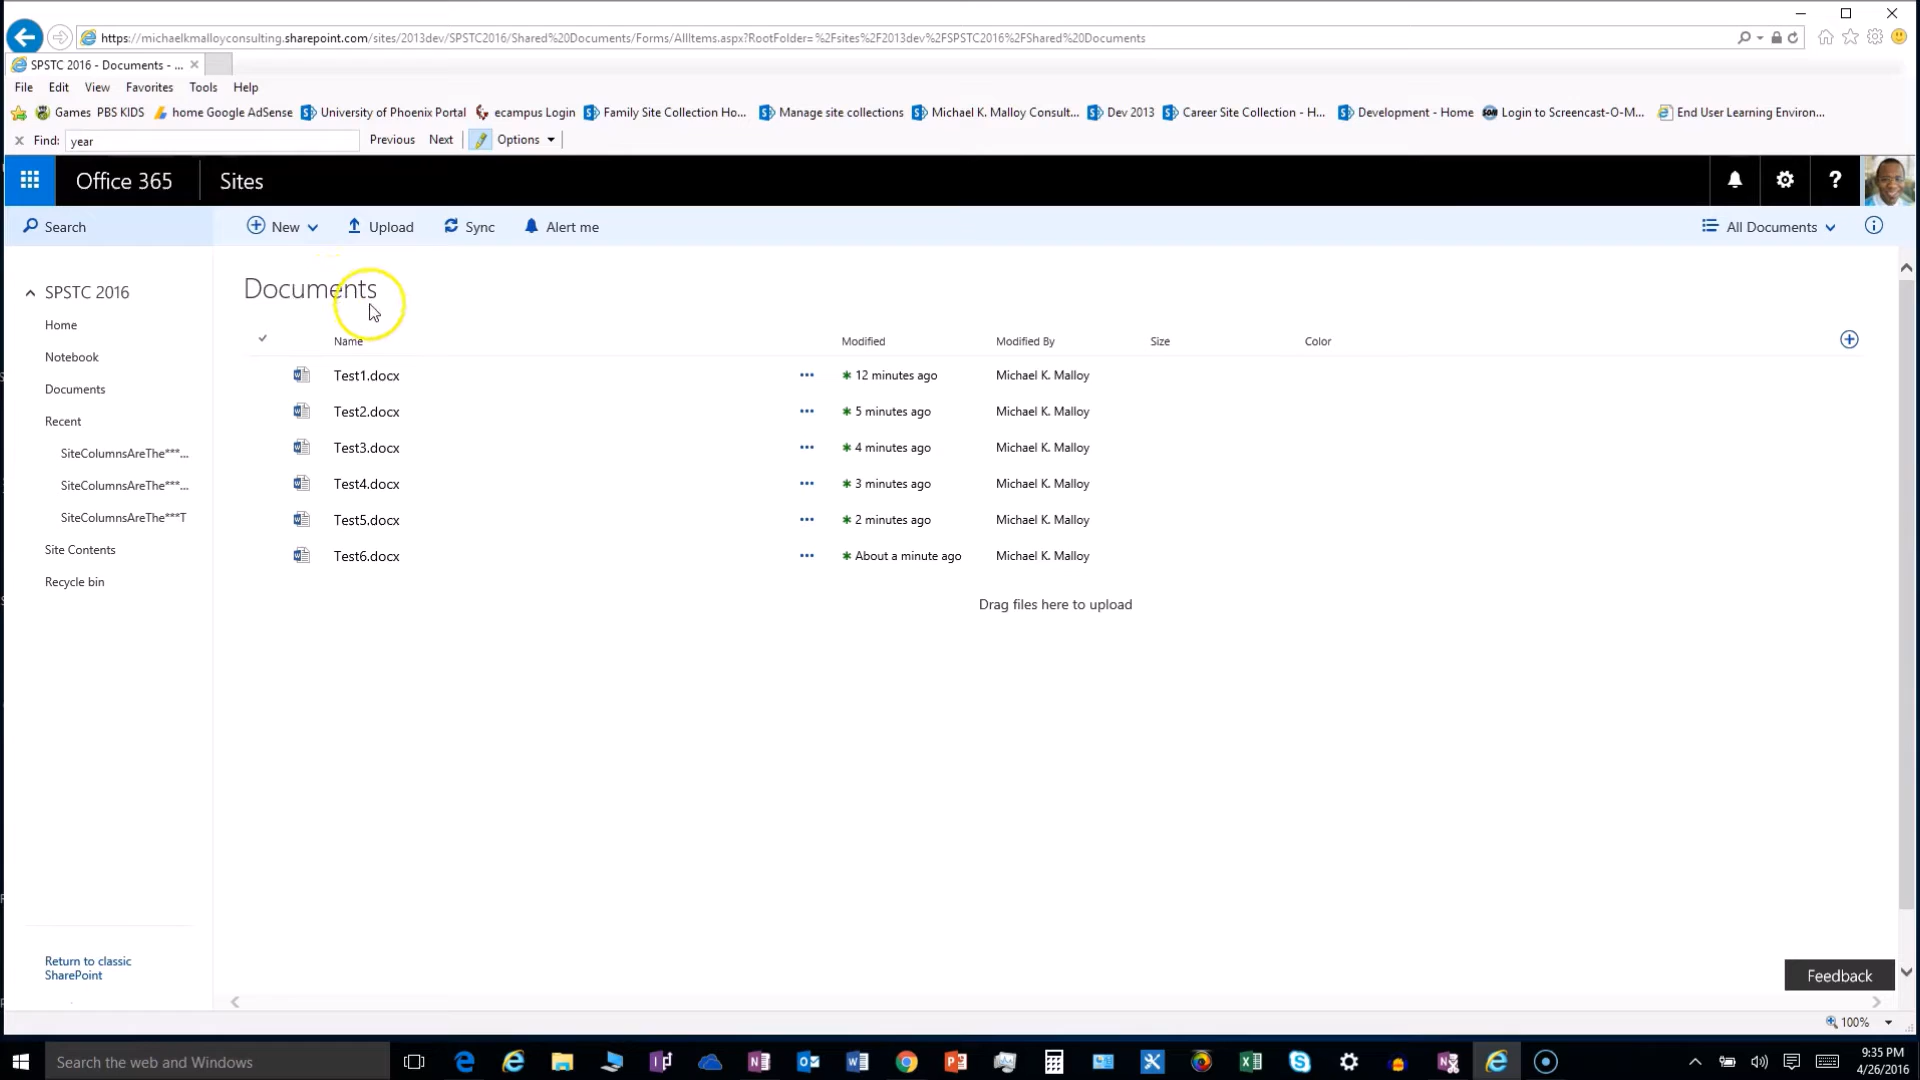 https://michaelkmalloyconsulting.sharepoint.com/sites/2013dev/SPSTC2016/Shared%20Documents/Forms/AllItems.aspx?RootFolder=%2Fsites%2F2013dev%2FSPSTC2016%2FShared%20Documents
SPSTC 2016 - Documents - ...
File Edit View Favorites Tools Help
Games PBS KIDS home Google AdSense University of Phoenix Portal ecampus Login Family Site Collection Ho... Manage site collections Michael K. Malloy Consult... Dev 2013 Career Site Collection - H... Development - Home Login to Screencast-O-M... End User Learning Environ...
Find: year Previous Next Options
Office 365 Sites
Search New Upload Sync Alert me All Documents
Documents
SPSTC 2016
Home
Notebook
Documents
Recent
SiteColumnsAreThe***...
SiteColumnsAreThe***...
SiteColumnsAreThe***T
Site Contents
Recycle bin
Return to classic
SharePoint
Name Modified Modified By Size Color
Test1.docx 12 minutes ago Michael K. Malloy
Test2.docx 5 minutes ago Michael K. Malloy
Test3.docx 4 minutes ago Michael K. Malloy
Test4.docx 3 minutes ago Michael K. Malloy
Test5.docx 2 minutes ago Michael K. Malloy
Test6.docx About a minute ago Michael K. Malloy
Drag files here to upload
Feedback
100%
Search the web and Windows
9:35 PM
4/26/2016